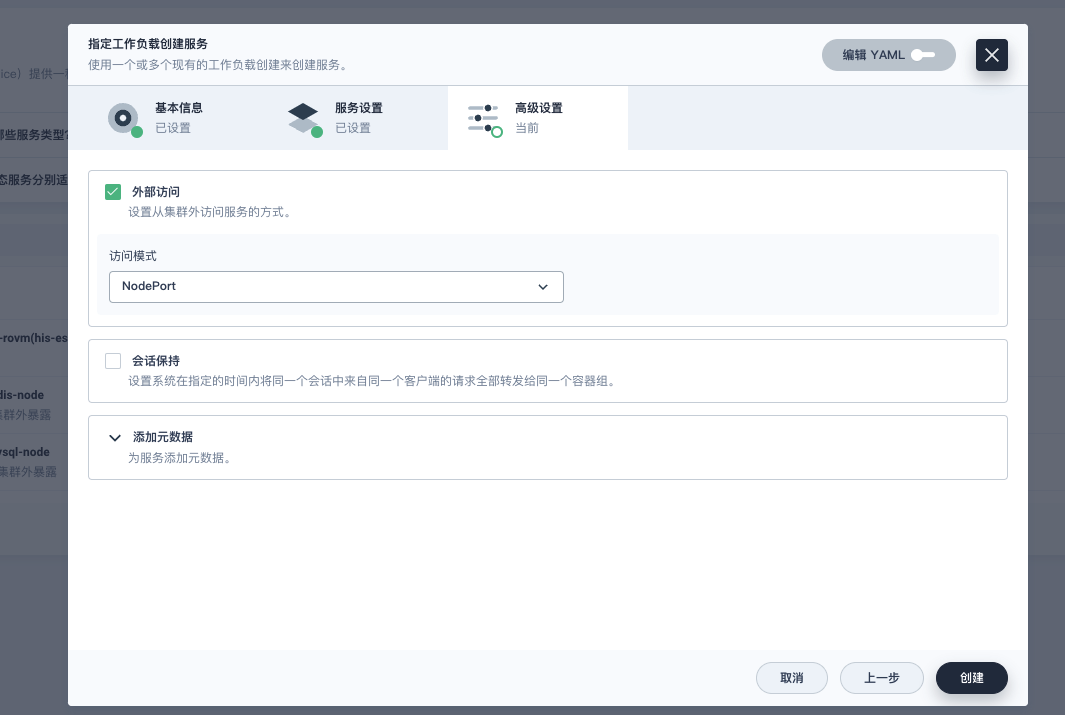 指定工作负载创建服务
使用一个或多个现有的工作负载创建来创建服务。
编辑 YAML
ice）提供一
基本信息
已设置
服务设置
已设置
高级设置
当前
哪些服务类型?
态服务分别适
外部访问
设置从集群外访问服务的方式。
访问模式
NodePort
-rovm(his-es
会话保持
设置系统在指定的时间内将同一个会话中来自同一个客户端的请求全部转发给同一个容器组。
dis-node
集群外暴露
添加元数据
为服务添加元数据。
ysql-node
集群外暴露
取消
上一步
创建